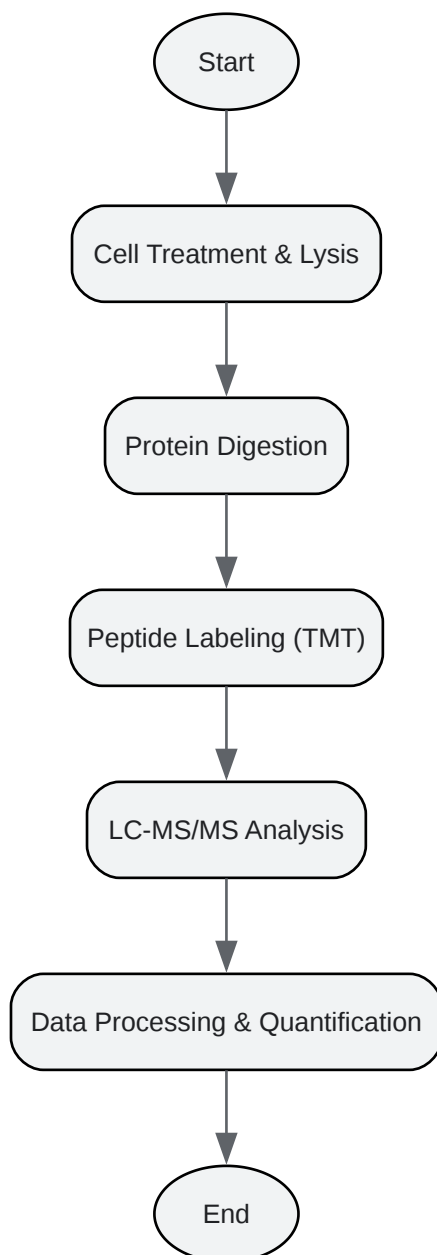 Start
Cell Treatment & Lysis
Protein Digestion
Peptide Labeling (TMT)
LC-MS/MS Analysis
Data Processing & Quantification
End